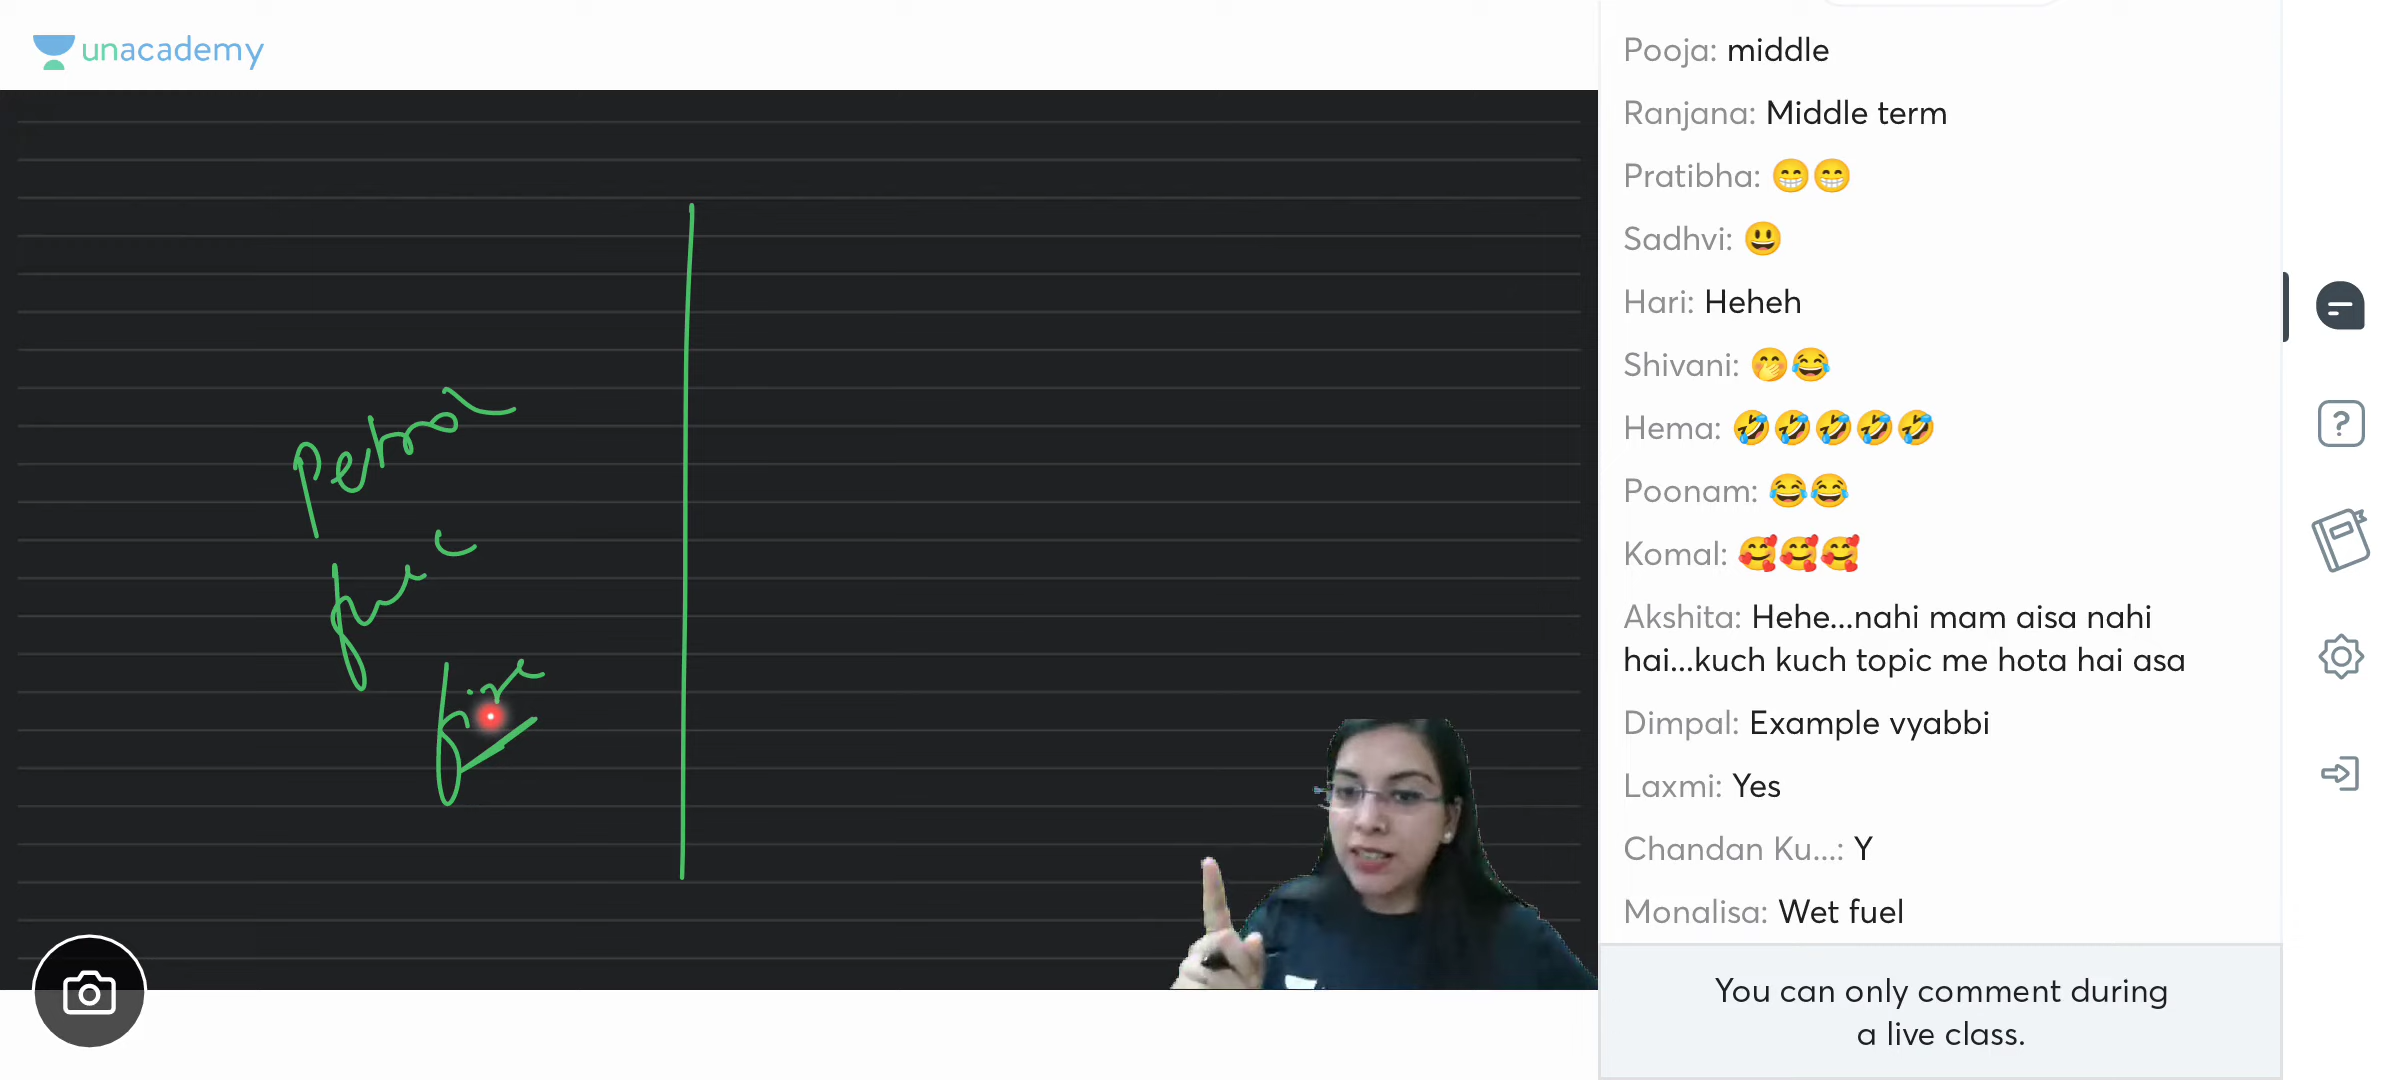 unacademy
Petrol
fuel
fire
Pooja: middle
Ranjana: Middle term
Pratibha: 😁😁
Sadhvi: 😃
Hari: Heheh
Shivani: 🤭😂
Hema: 🤣🤣🤣🤣🤣
Poonam: 😂😂
Komal: 🥰🥰🥰
Akshita: Hehe...nahi mam aisa nahi
hai...kuch kuch topic me hota hai asa
Dimpal: Example vyabbi
Laxmi: Yes
Chandan Ku...: Y
Monalisa: Wet fuel
You can only comment during
a live class.